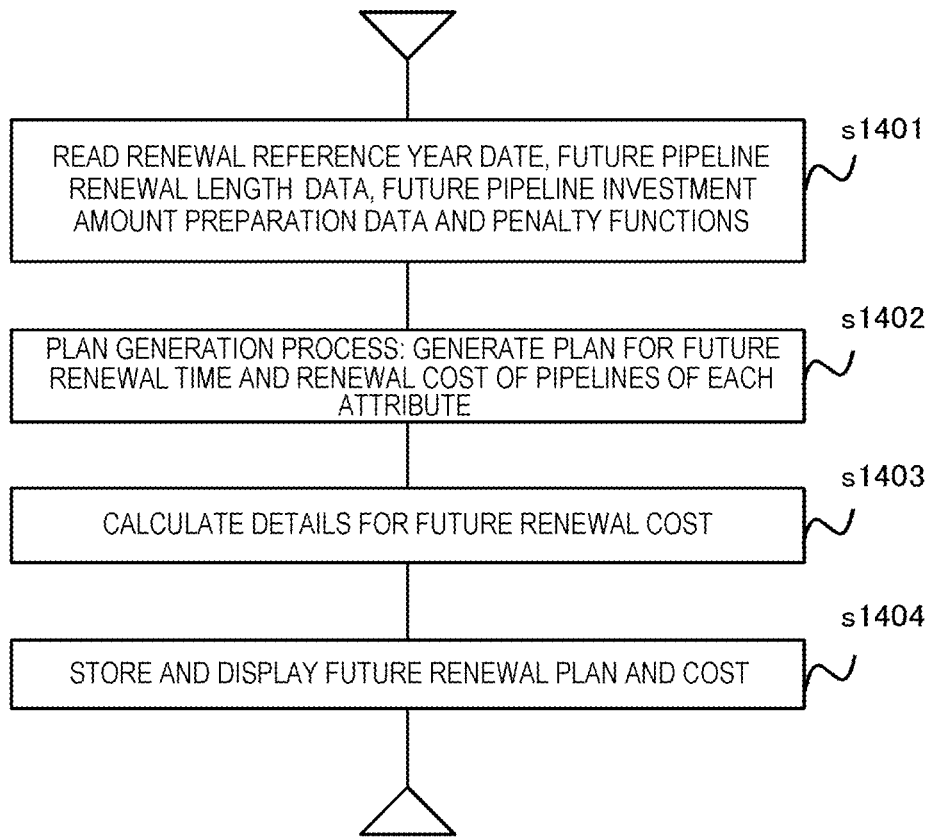 s1401
READ RENEWAL REFERENCE YEAR DATE, FUTURE PIPELINE
RENEWAL LENGTH DATA, FUTURE PIPELINE INVESTMENT
AMOUNT PREPARATION DATA AND PENALTY FUNCTIONS
s1402
PLAN GENERATION PROCESS: GENERATE PLAN FOR FUTURE
RENEWAL TIME AND RENEWAL COST OF PIPELINES OF EACH
ATTRIBUTE
s1403
CALCULATE DETAILS FOR FUTURE RENEWAL COST
s1404
STORE AND DISPLAY FUTURE RENEWAL PLAN AND COST